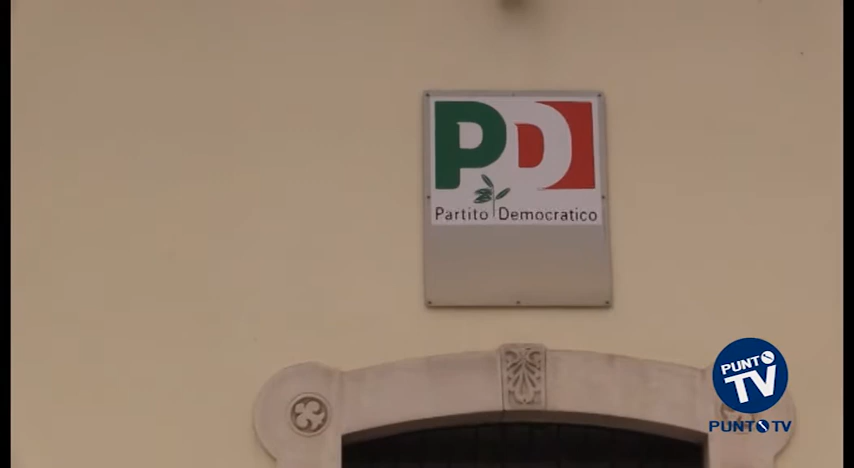 PD
Partito Democratico
PUNTO
TV
PUNTO TV